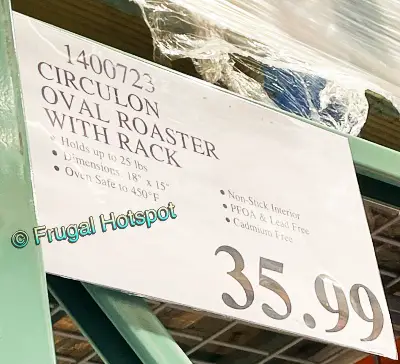 1400723
CIRCULON
OVAL ROASTER
WITH RACK
• Holds up to 25 lbs
• Dimensions 18" x 15"
• Oven Safe to 450°F
• Non-Stick Interior
• PFOA & Lead Free
• Cadmium Free
35.99
© Frugal Hotspot